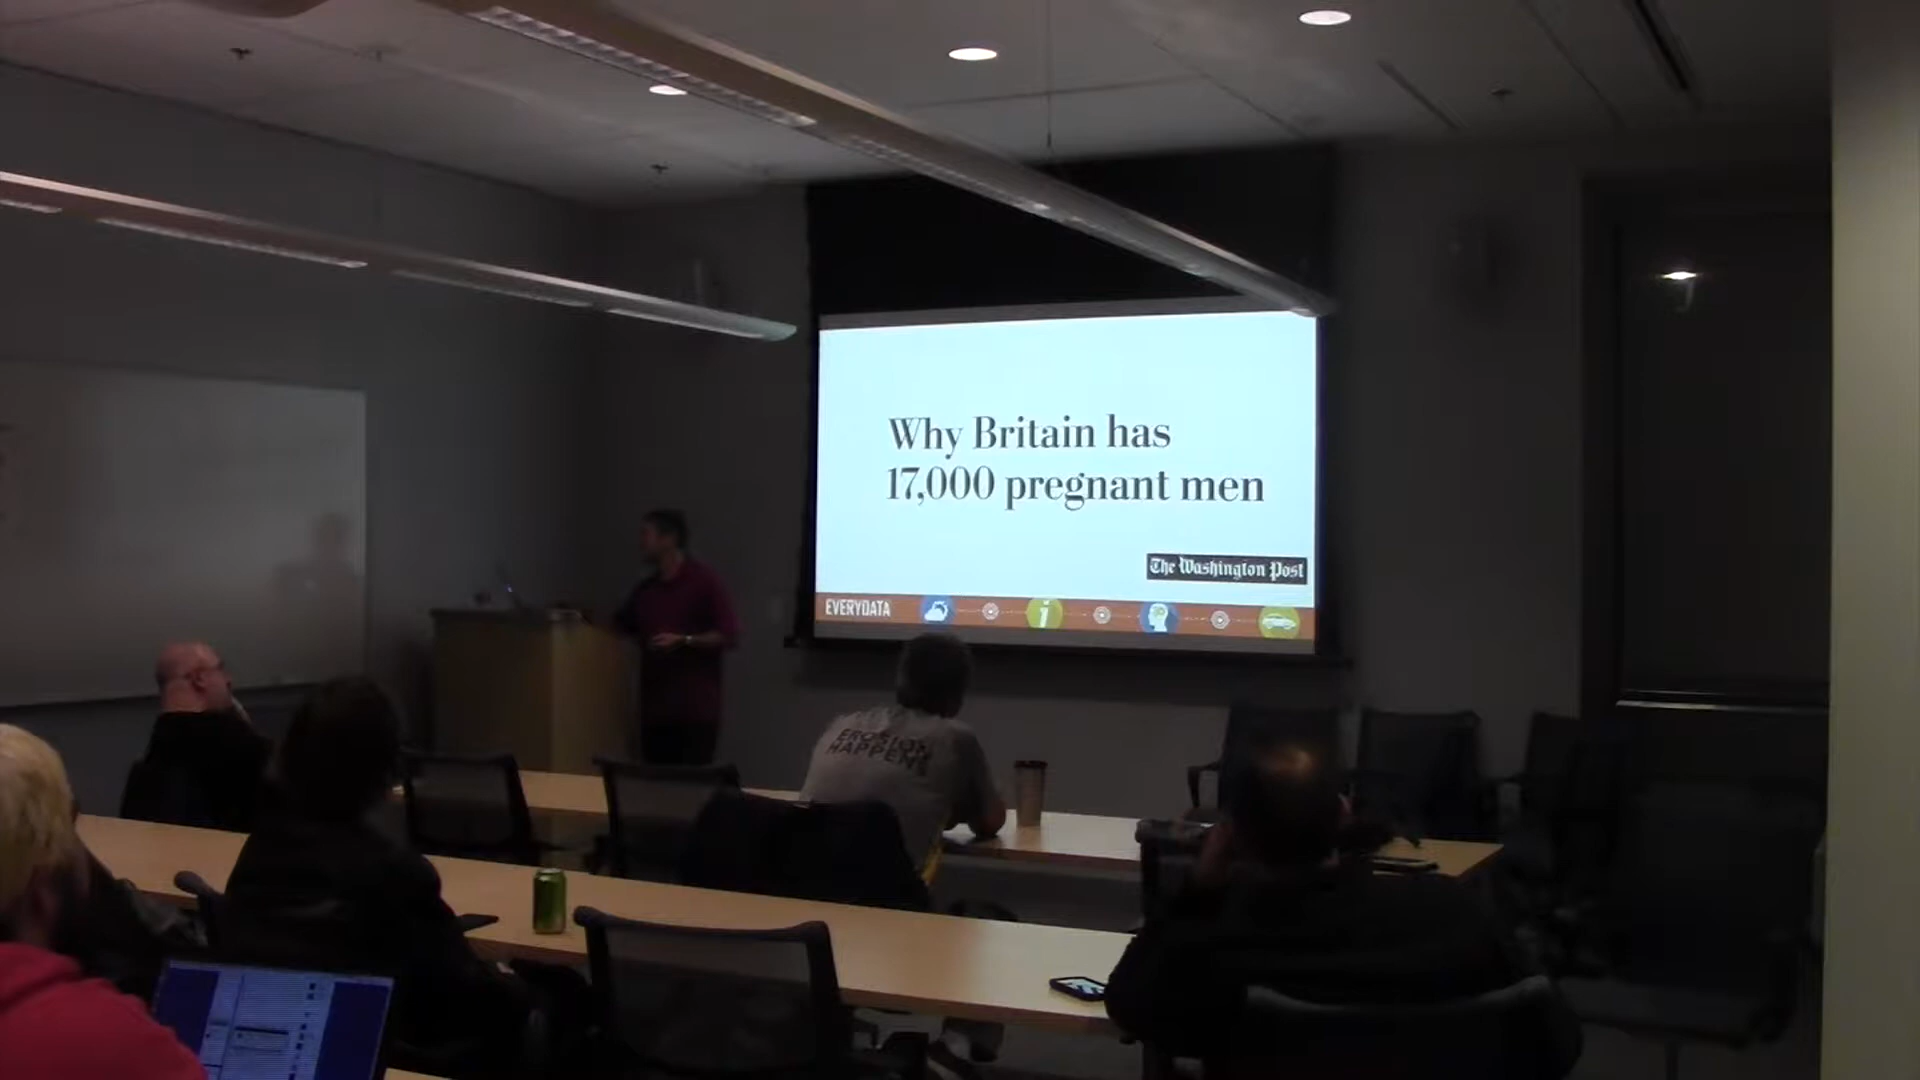 Why Britain has
17,000 pregnant men
The Washington Post
EVERYDATA
i
EROSION
HAPPENS